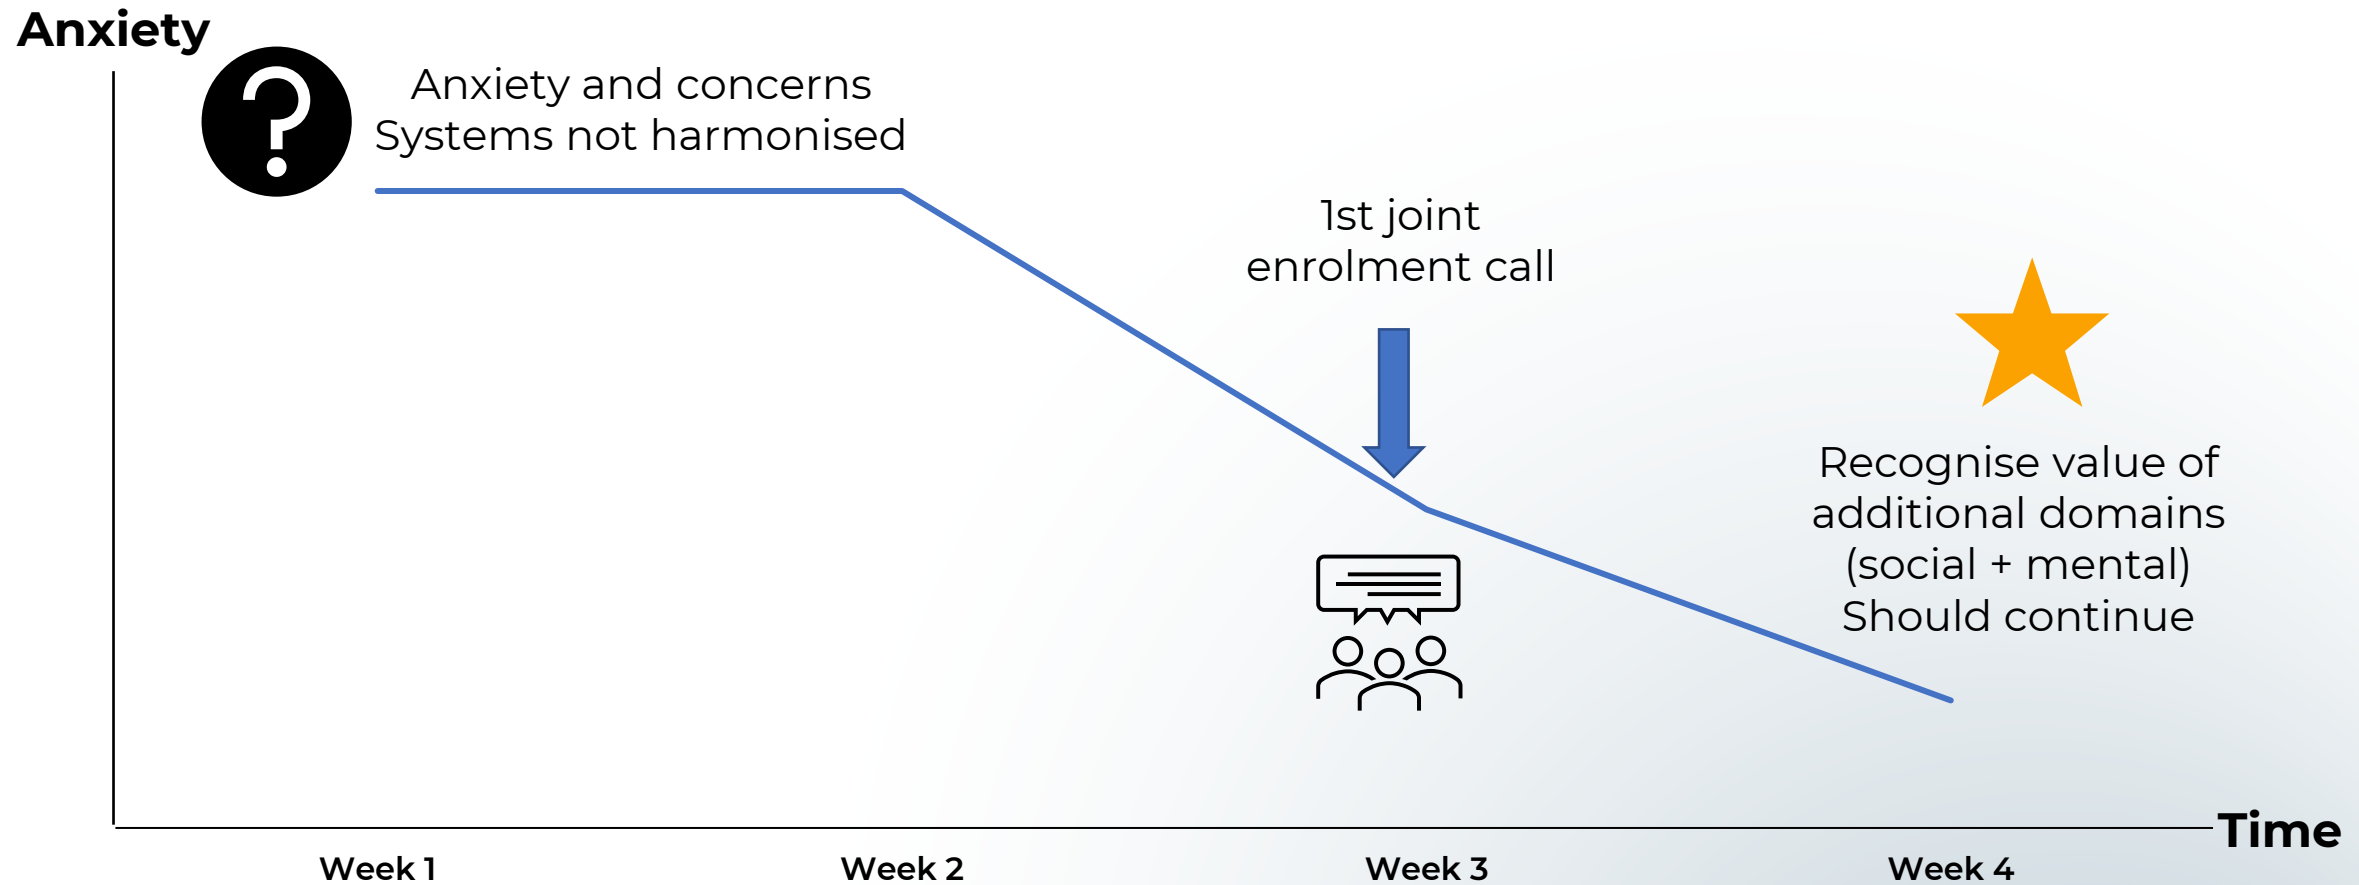 Anxiety
?
Anxiety and concerns
Systems not harmonised
1st joint
enrolment call
Recognise value of
additional domains
(social + mental)
Should continue
Time
Week 1
Week 2
Week 3
Week 4